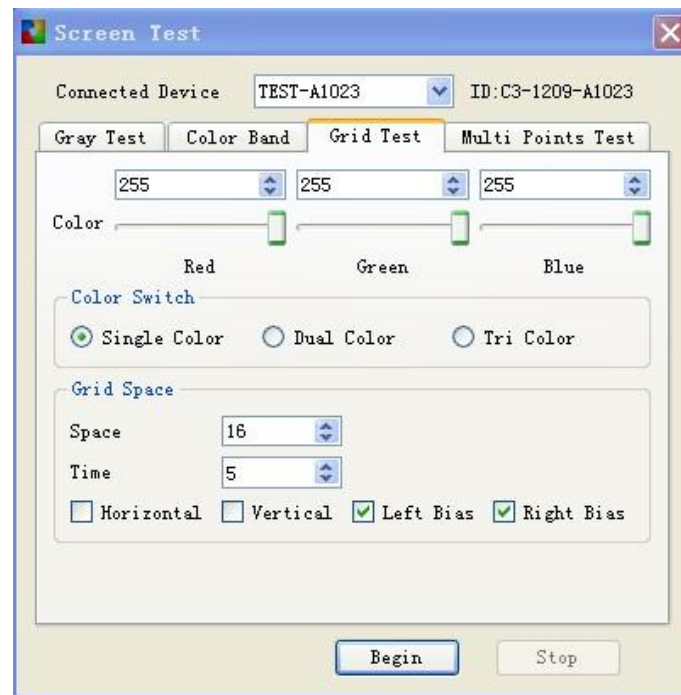 Screen Test
Connected Device TEST-A1023 ID:C3-1209-A1023
Gray Test Color Band Grid Test Multi Points Test
255 255 255
Color
Red Green Blue
Color Switch
Single Color Dual Color Tri Color
Grid Space
Space 16
Time 5
Horizontal Vertical Left Bias Right Bias
Begin Stop